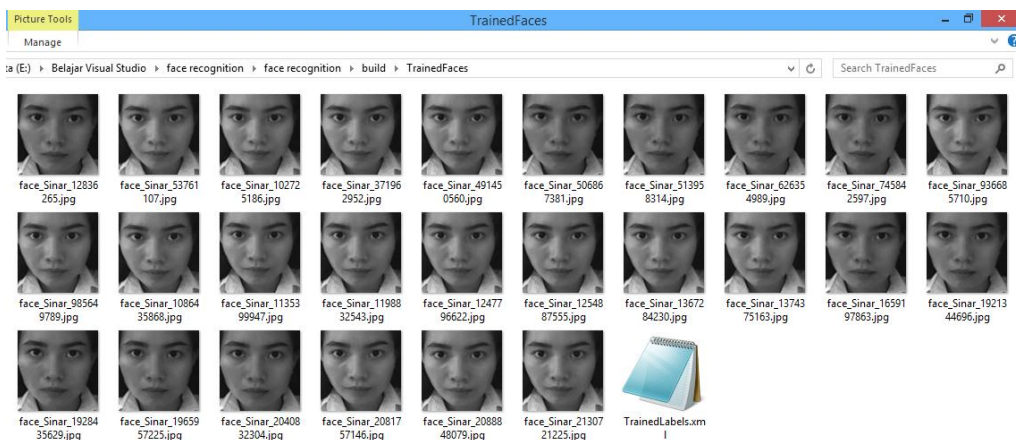 Picture Tools
TrainedFaces
Manage
ta (E:) Belajar Visual Studio face recognition face recognition build TrainedFaces
Search TrainedFaces
face_Sinar_12836 face_Sinar_53761 face_Sinar_10272 face_Sinar_37196 face_Sinar_49145 face_Sinar_50686 face_Sinar_51395 face_Sinar_62635 face_Sinar_74584 face_Sinar_93668
265.jpg 107.jpg 5186.jpg 2952.jpg 0560.jpg 7381.jpg 8314.jpg 4989.jpg 2597.jpg 5710.jpg
face_Sinar_98564 face_Sinar_10864 face_Sinar_11353 face_Sinar_11988 face_Sinar_12477 face_Sinar_12548 face_Sinar_13672 face_Sinar_13743 face_Sinar_16591 face_Sinar_19213
9789.jpg 35868.jpg 99947.jpg 32543.jpg 96622.jpg 87555.jpg 84230.jpg 75163.jpg 97863.jpg 44696.jpg
face_Sinar_19284 face_Sinar_19659 face_Sinar_20408 face_Sinar_20817 face_Sinar_20888 face_Sinar_21307 TrainedLabels.xm
35629.jpg 57225.jpg 32304.jpg 57146.jpg 48079.jpg 21225.jpg l